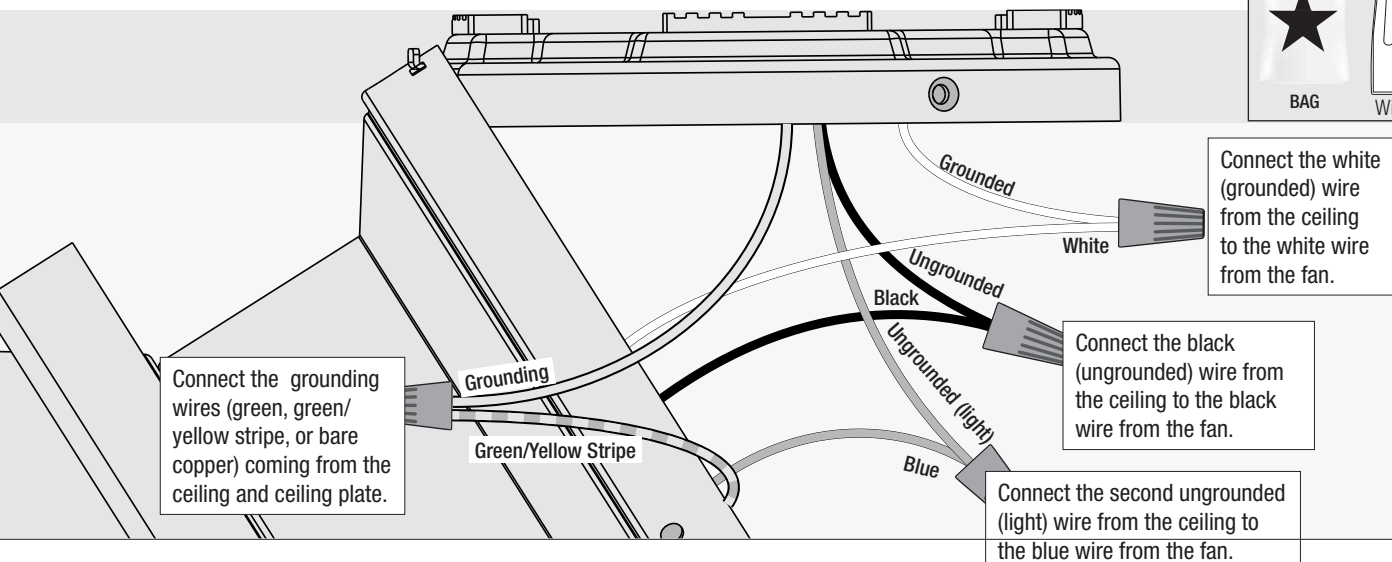 BAG
Connect the white
(grounded) wire
from the ceiling
to the white wire
from the fan.
Grounded
White
Ungrounded
Black
Connect the black
(ungrounded) wire from
the ceiling to the black
wire from the fan.
Ungrounded (light)
Blue
Connect the second ungrounded
(light) wire from the ceiling to
the blue wire from the fan.
Grounding
Green/Yellow Stripe
Connect the grounding
wires (green, green/
yellow stripe, or bare
copper) coming from the
ceiling and ceiling plate.